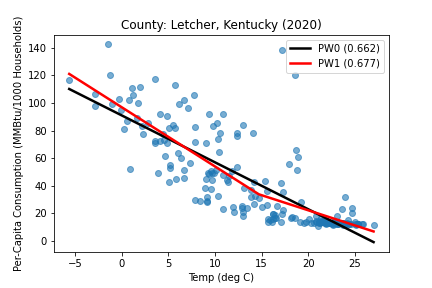 County: Letcher, Kentucky (2020)
Per-Capita Consumption (MMBtu/1000 Households)
140
120
100
80
60
40
20
0
PW0 (0.662)
PW1 (0.677)
−5 0 5 10 15 20 25
Temp (deg C)